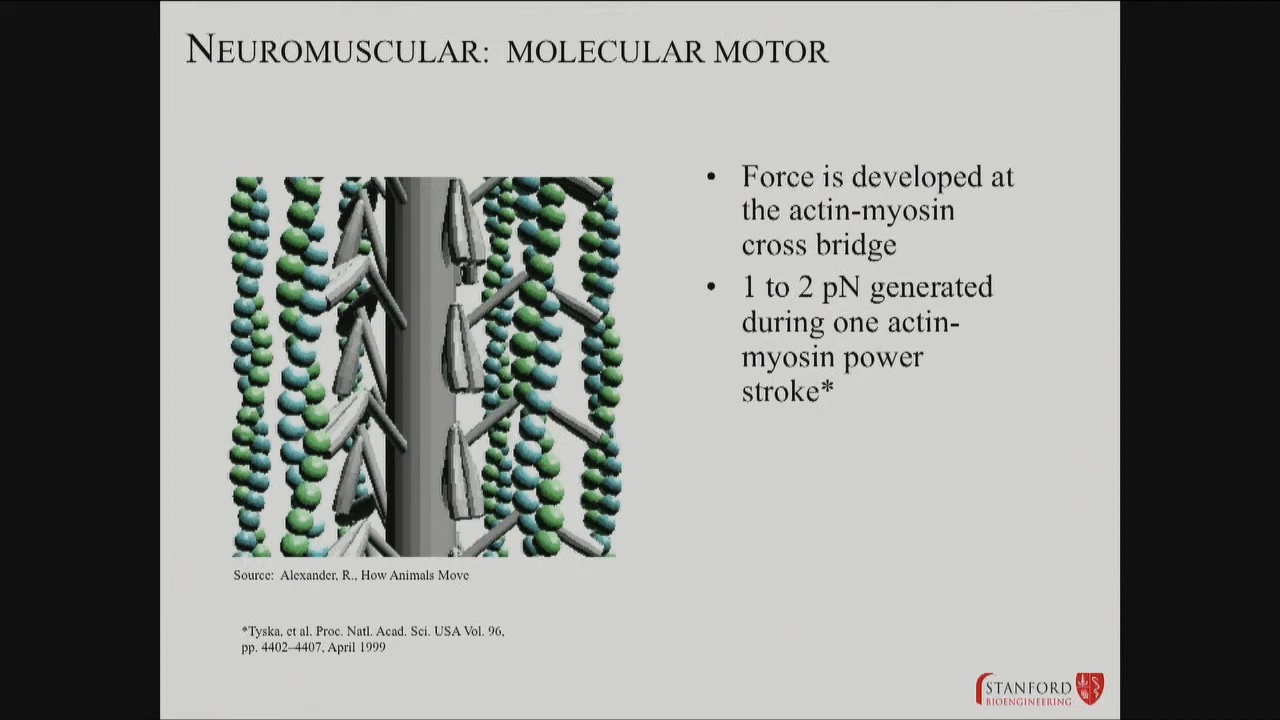 NEUROMUSCULAR: MOLECULAR MOTOR
• Force is developed at
the actin-myosin
cross bridge
• 1 to 2 pN generated
during one actin-
myosin power
stroke*
Source: Alexander, R., How Animals Move
*Tyska, et al. Proc. Natl. Acad. Sci. USA Vol. 96,
pp. 4402–4407, April 1999
STANFORD
BIOENGINEERING